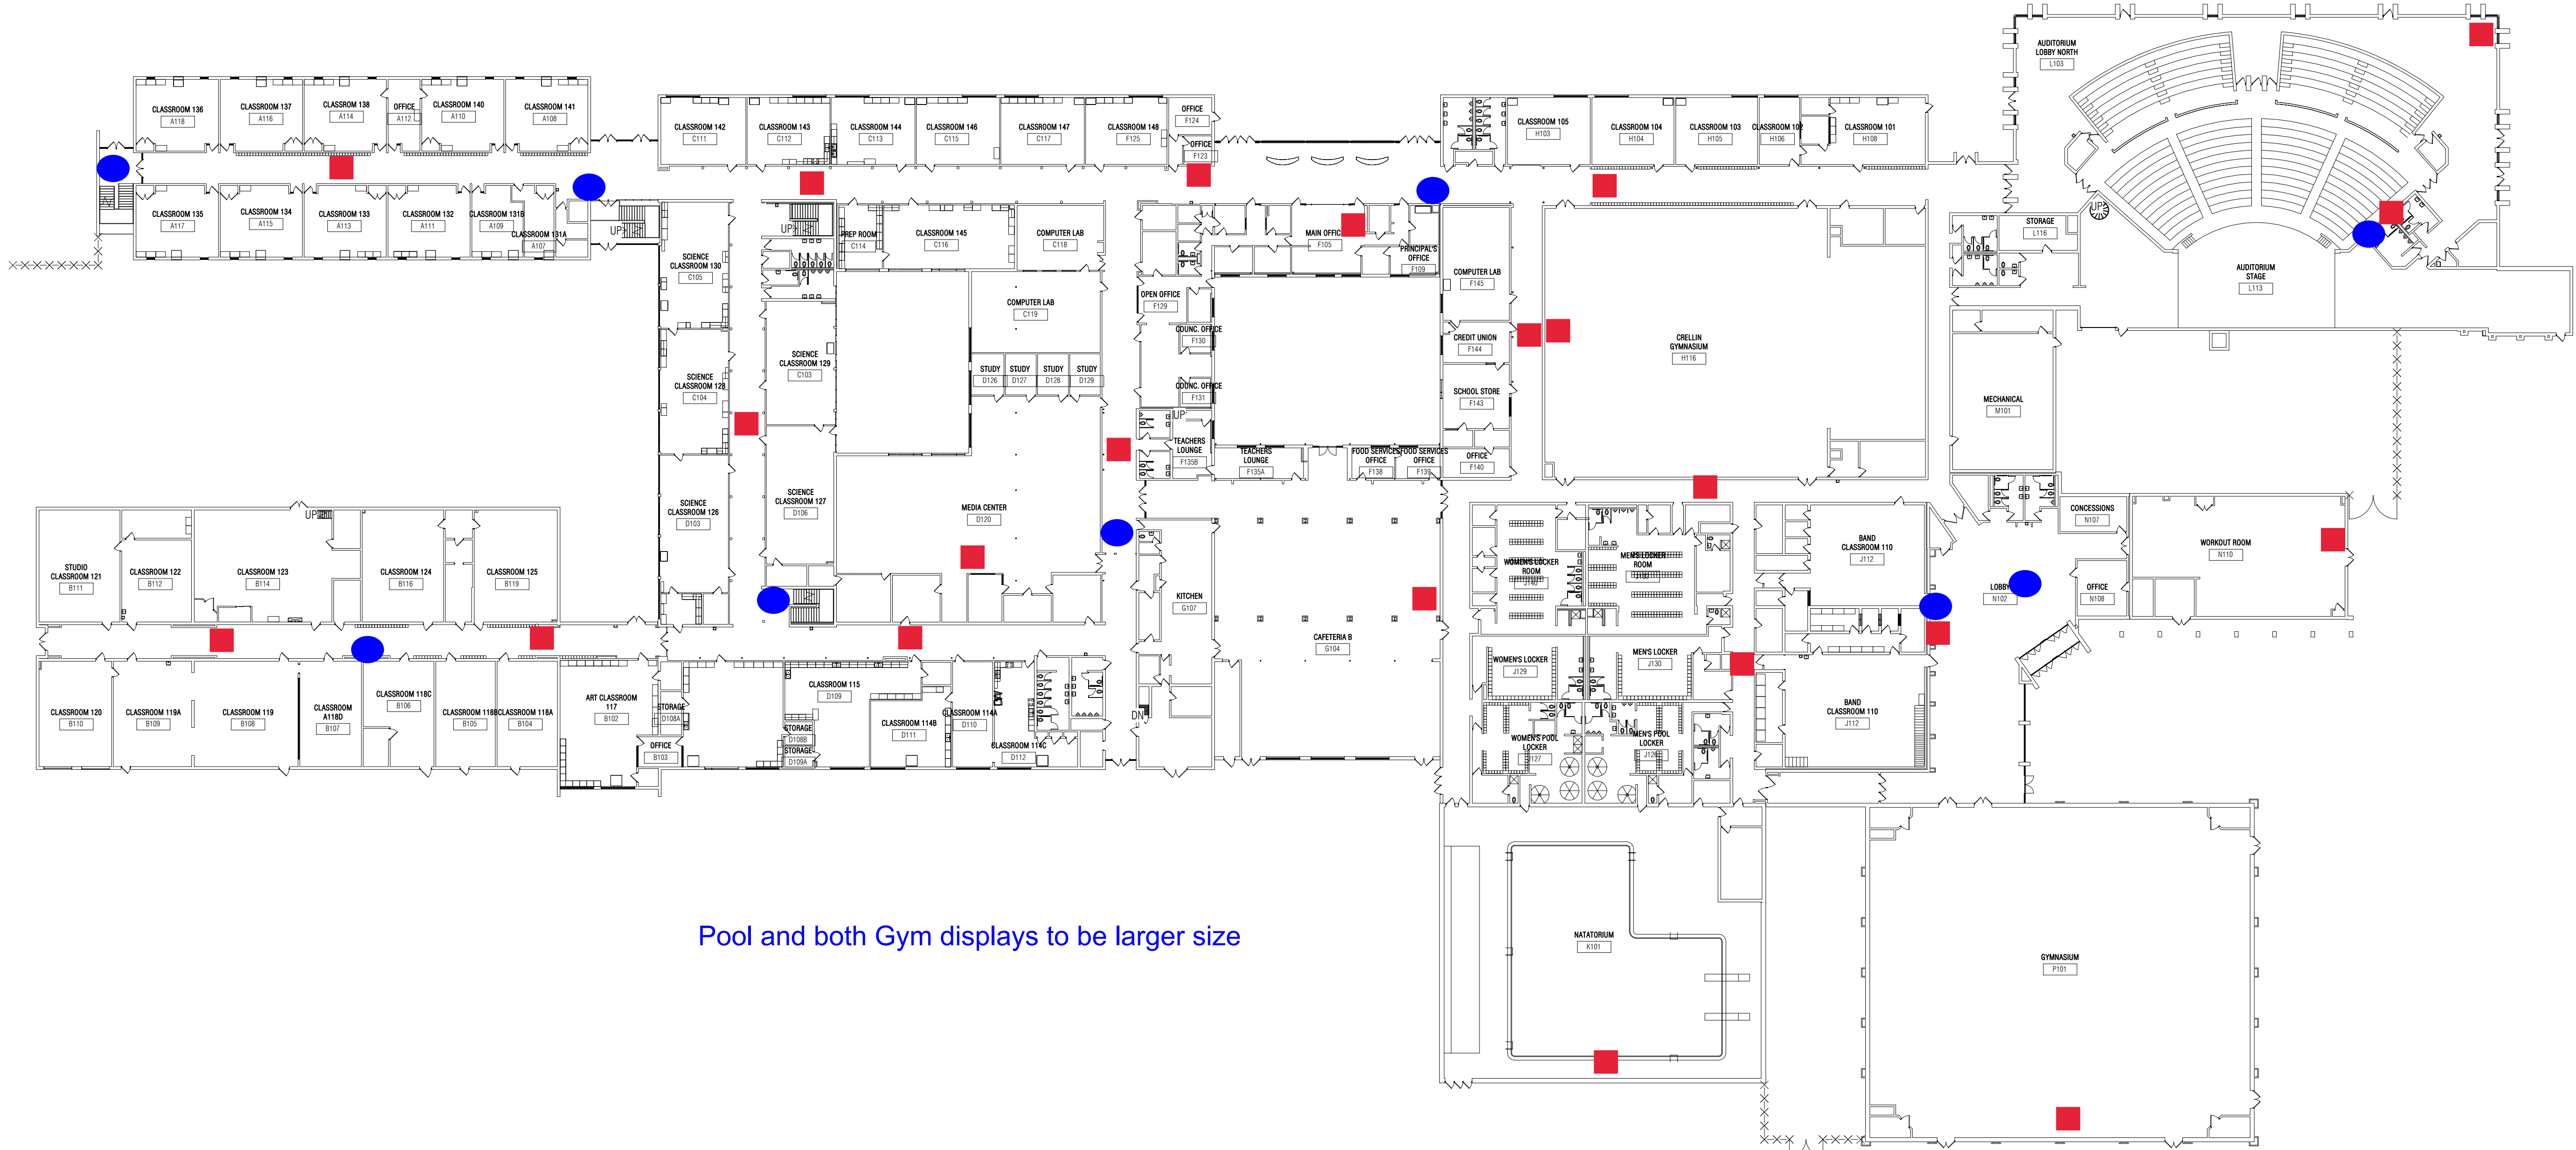 AUDITORIUM
LOBBY NORTH
L103
CLASSROOM 136
A118
CLASSROOM 137
A116
CLASSROM 138
A114
OFFICE
A112
CLASSROOM 140
A110
CLASSROOM 141
A108
CLASSROOM 142
C111
CLASSROOM 143
C112
CLASSROOM 144
C113
CLASSROOM 146
C115
CLASSROOM 147
C117
CLASSROOM 148
F125
OFFICE
F124
OFFICE
F123
CLASSROOM 105
H103
CLASSROOM 104
H104
CLASSROOM 103
H105
CLASSROOM 102
H106
CLASSROOM 101
H108
CLASSROOM 135
A117
CLASSROOM 134
A115
CLASSROOM 133
A113
CLASSROOM 132
A111
CLASSROOM 131B
A109
CLASSROOM 131A
A107
UP
UP
PREP ROOM
C114
CLASSROOM 145
C116
COMPUTER LAB
C118
MAIN OFFICE
F105
PRINCIPAL'S
OFFICE
F109
UP
STORAGE
L116
AUDITORIUM
STAGE
L113
SCIENCE
CLASSROOM 130
C105
COMPUTER LAB
C119
OPEN OFFICE
F129
COUNC. OFFICE
F130
COMPUTER LAB
F145
CREDIT UNION
F144
CRELLIN
GYMNASIUM
H116
SCIENCE
CLASSROOM 129
C103
SCIENCE
CLASSROOM 128
C104
STUDY
D126
STUDY
D127
STUDY
D128
STUDY
D129
COUNC. OFFICE
F131
SCHOOL STORE
F143
MECHANICAL
M101
UP
TEACHERS
LOUNGE
F135B
TEACHERS
LOUNGE
F135A
FOOD SERVICES
OFFICE
F138
FOOD SERVICES
OFFICE
F139
OFFICE
F140
SCIENCE
CLASSROOM 127
D106
SCIENCE
CLASSROOM 126
D103
MEDIA CENTER
D120
UP
STUDIO
CLASSROOM 121
B111
CLASSROOM 122
B112
CLASSROOM 123
B114
CLASSROOM 124
B116
CLASSROOM 125
B119
KITCHEN
G107
CAFETERIA B
G104
WOMEN'S LOCKER
ROOM
J140
MEN'S LOCKER
ROOM
BAND
CLASSROOM 110
J112
LOBBY
N102
CONCESSIONS
N107
OFFICE
N108
WORKOUT ROOM
N110
WOMEN'S LOCKER
J129
MEN'S LOCKER
J130
CLASSROOM 120
B110
CLASSROOM 119A
B109
CLASSROOM 119
B108
CLASSROOM
A118D
B107
CLASSROOM 118C
B106
CLASSROOM 118B
B105
CLASSROOM 118A
B104
ART CLASSROOM
117
B102
STORAGE
D108A
OFFICE
B103
CLASSROOM 115
D109
STORAGE
D108B
STORAGE
D109A
CLASSROOM 114B
D111
CLASSROOM 114A
D110
CLASSROOM 114C
D112
DN
WOMEN'S POOL
LOCKER
J127
MEN'S POOL
LOCKER
BAND
CLASSROOM 110
J112
Pool and both Gym displays to be larger size
NATATORIUM
K101
GYMNASIUM
P101